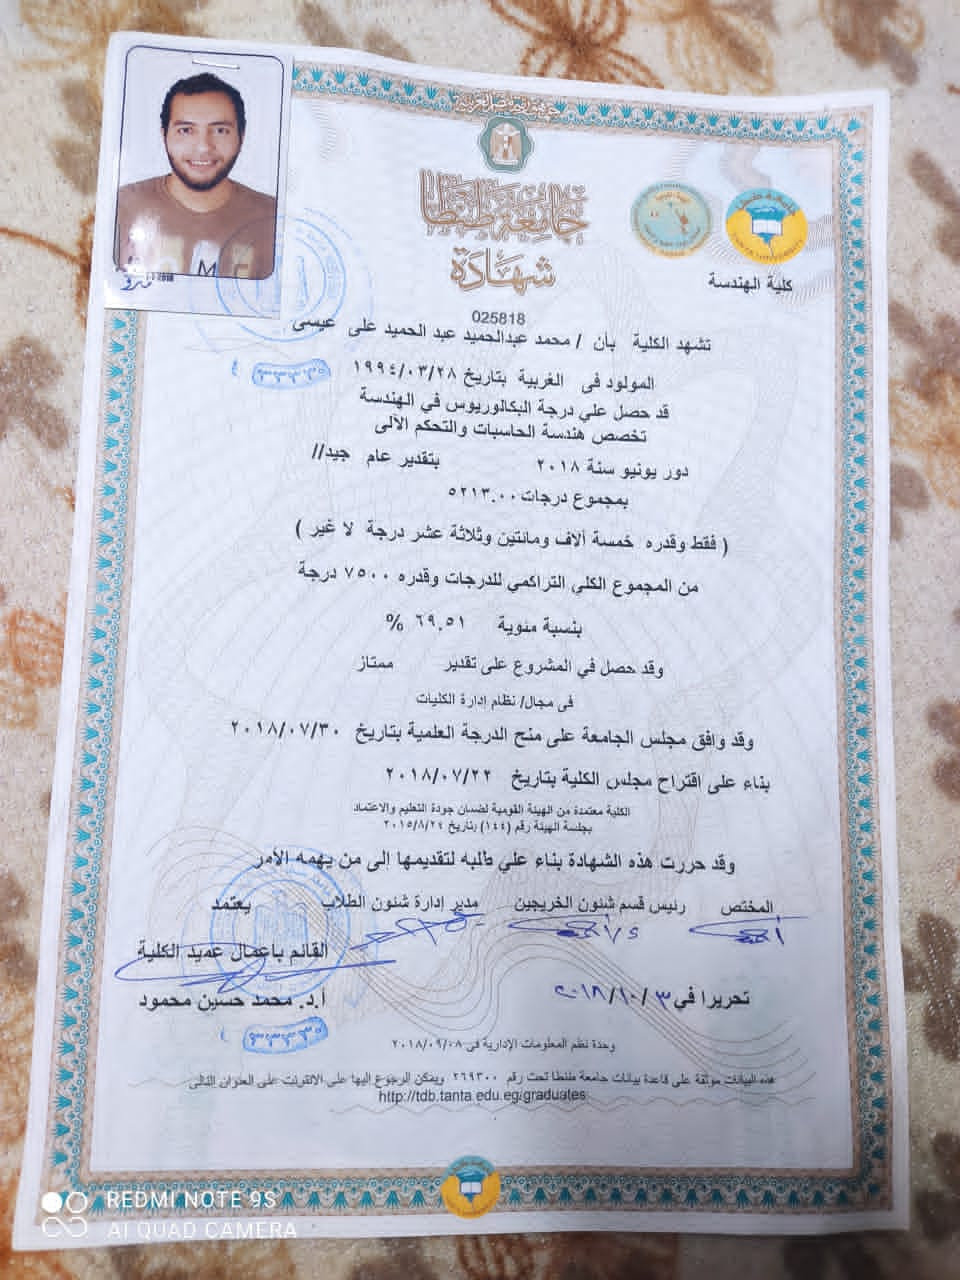 جمهورية مصر العربية
جامعة طنطا
شهادة
كلية الهندسة
025818
تشهد الكلية بأن / محمد عبدالحميد عبد الحميد على عيسى
المولود فى الغربية بتاريخ ١٩٩٤/٠٣/٢٨
قد حصل علي درجة البكالوريوس في الهندسة
تخصص هندسة الحاسبات والتحكم الآلى
دور يونيو سنة ٢٠١٨ بتقدير عام جيد//
بمجموع درجات ٥٢١٣.٠٠
( فقط وقدره خمسة آلاف ومائتين وثلاثة عشر درجة لا غير )
من المجموع الكلي التراكمي للدرجات وقدره ٧٥٠٠ درجة
بنسبة مئوية ٦٩.٥١ %
وقد حصل في المشروع على تقدير ممتاز
فى مجال/ نظام إدارة الكليات
وقد وافق مجلس الجامعة على منح الدرجة العلمية بتاريخ ٢٠١٨/٠٧/٣٠
بناء على اقتراح مجلس الكلية بتاريخ ٢٠١٨/٠٧/٢٢
الكلية معتمدة من الهيئة القومية لضمان جودة التعليم والاعتماد
بجلسة الهيئة رقم (١٤٤) بتاريخ ٢٠١٥/٨/٢٤
وقد حررت هذه الشهادة بناء علي طلبه لتقديمها إلى من يهمه الأمر
المختص رئيس قسم شئون الخريجين مدير إدارة شئون الطلاب يعتمد
القائم باعمال عميد الكلية
أ.د. محمد حسين محمود
تحريرا في ٢٠١٨/١٠/٣
وحدة نظم المعلومات الإدارية فى ٢٠١٨/٠٩/٠٨
هذه البيانات موثقة على قاعدة بيانات جامعة طنطا تحت رقم ٢٦٩٣٠٠ ويمكن الرجوع اليها على الانترنت على العنوان التالى
http://tdb.tanta.edu.eg/graduates
REDMI NOTE 9S
AI QUAD CAMERA